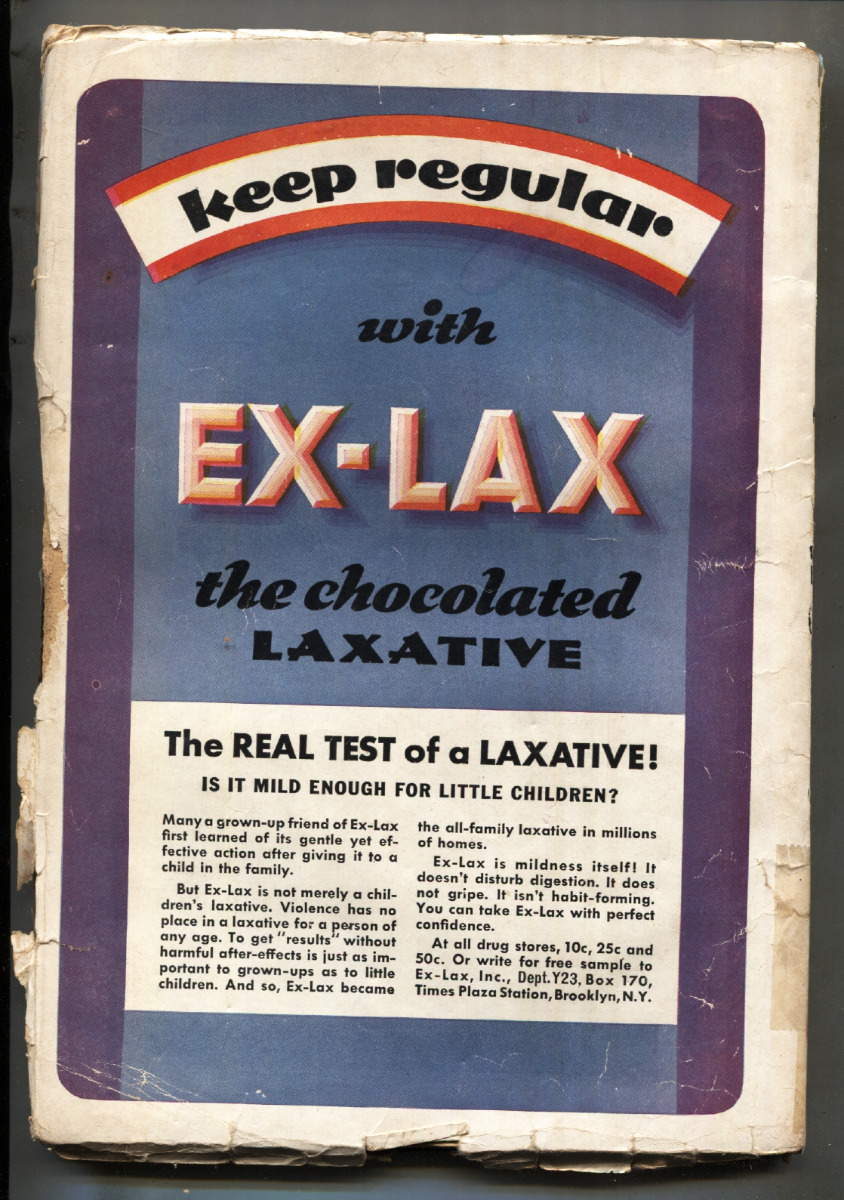 keep regular
with
EX-LAX
the chocolated
LAXATIVE
The REAL TEST of a LAXATIVE!
IS IT MILD ENOUGH FOR LITTLE CHILDREN?
Many a grown-up friend of Ex-Lax
first learned of its gentle yet ef-
fective action after giving it to a
child in the family.
But Ex-Lax is not merely a chil-
dren's laxative. Violence has no
place in a laxative for a person of
any age. To get "results" without
harmful after-effects is just as im-
portant to grown-ups as to little
children. And so, Ex-Lax became
the all-family laxative in millions
of homes.
Ex-Lax is mildness itself! It
doesn't disturb digestion. It does
not gripe. It isn't habit-forming.
You can take Ex-Lax with perfect
confidence.
At all drug stores, 10c, 25c and
50c. Or write for free sample to
Ex-Lax, Inc., Dept. Y23, Box 170,
Times Plaza Station, Brooklyn, N.Y.